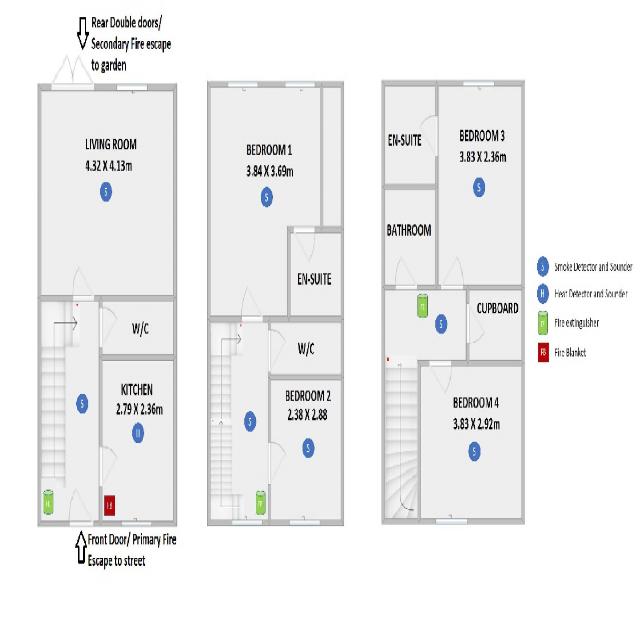 Rear Double doors/
Secondary Fire escape
to garden
LIVING ROOM
4.32 X 4.13m
S
W/C
KITCHEN
2.79 X 2.36m
S
H
FB
Front Door/ Primary Fire
Escape to street
BEDROOM 1
3.84 X 3.69m
S
EN-SUITE
W/C
BEDROOM 2
2.38 X 2.88
S
S
EN-SUITE
BEDROOM 3
3.83 X 2.36m
S
BATHROOM
CUPBOARD
S
BEDROOM 4
3.83 X 2.92m
S
S Smoke Detector and Sounder
H Heat Detector and Sounder
Fire extinguisher
FB Fire Blanket